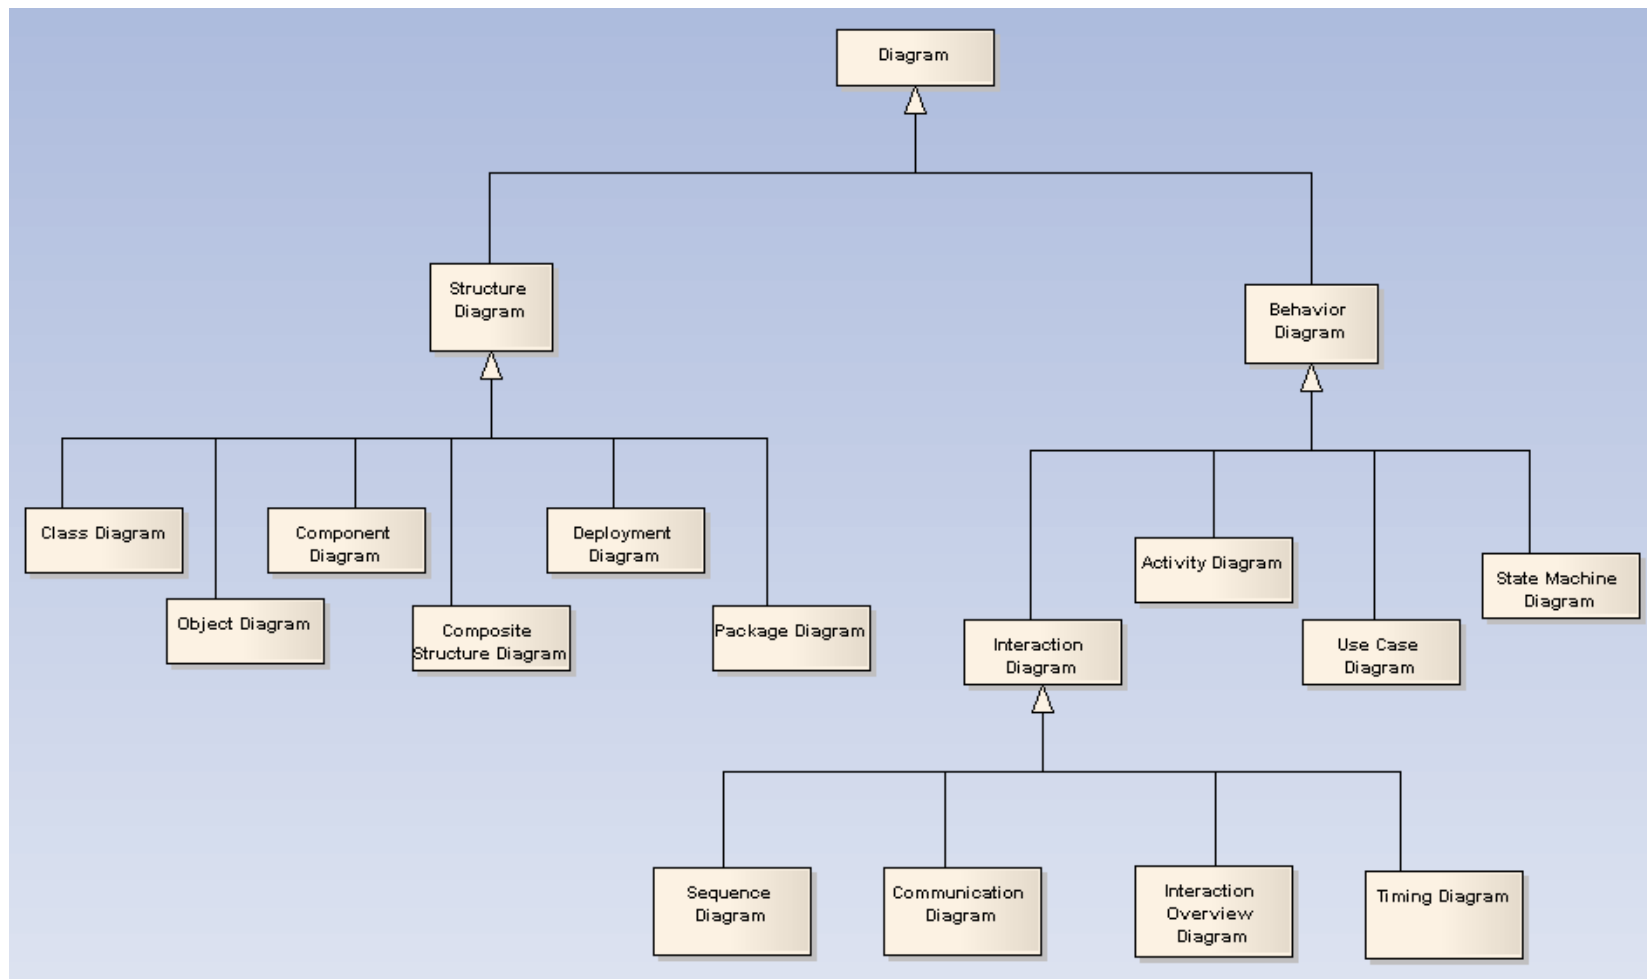 Diagram
Structure
Diagram
Behavior
Diagram
Class Diagram
Component
Diagram
Deployment
Diagram
Object Diagram
Composite
Structure Diagram
Package Diagram
Activity Diagram
State Machine
Diagram
Interaction
Diagram
Use Case
Diagram
Sequence
Diagram
Communication
Diagram
Interaction
Overview
Diagram
Timing Diagram